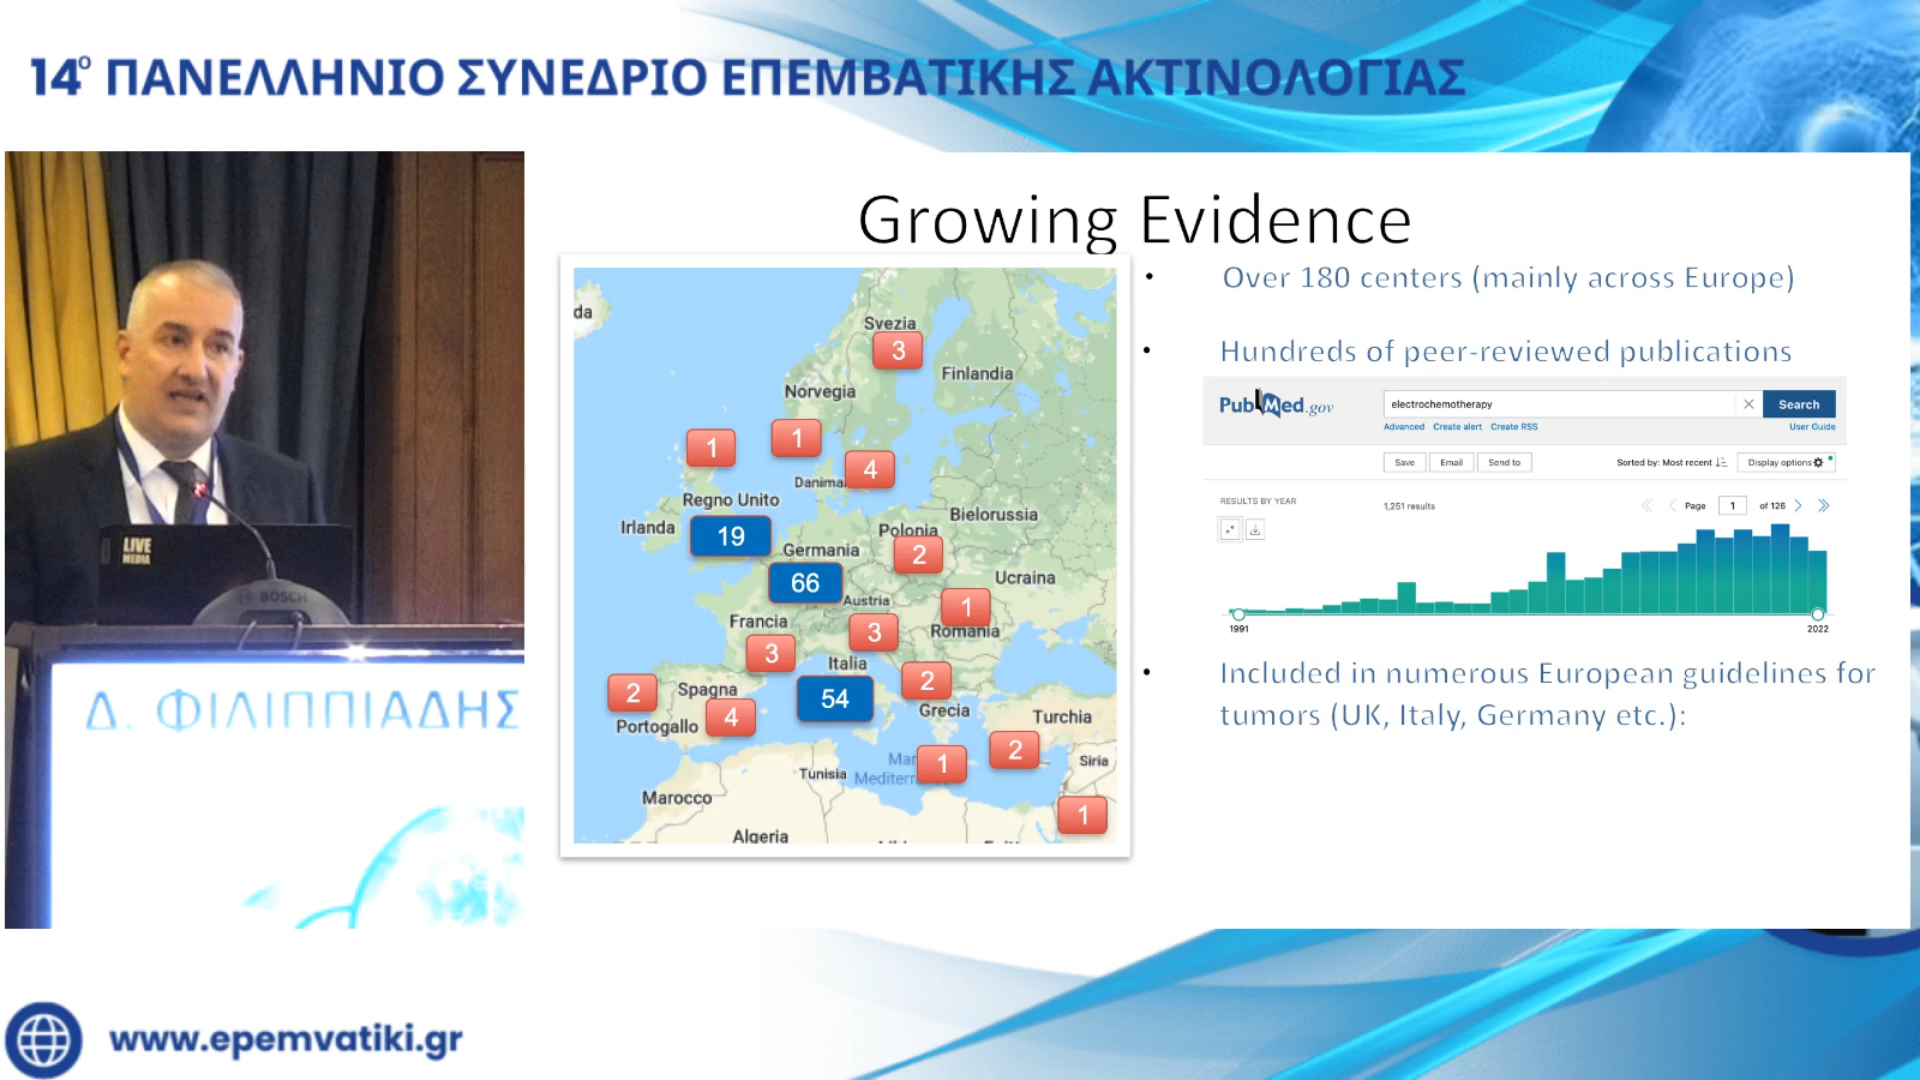 14ο ΠΑΝΕΛΛΗΝΙΟ ΣΥΝΕΔΡΙΟ ΕΠΕΜΒΑΤΙΚΗΣ ΑΚΤΙΝΟΛΟΓΙΑΣ
LIVE
MEDIA
BOSCH
Δ. ΦΙΛΙΠΠΙΑΔΗΣ
Growing Evidence
da
Svezia
3
Finlandia
Norvegia
1
1
4
Danima
Regno Unito
Irlanda
19
Bielorussia
Polonia
2
Germania
66
Ucraina
Austria
1
Francia
3
Romania
3
Italia
2
2
Spagna
54
4
Grecia
Portogallo
Turchia
Mar
1
2
Siria
Tunisia
Mediterr
Marocco
1
Algeria
• Over 180 centers (mainly across Europe)
• Hundreds of peer-reviewed publications
PubMed.gov
electrochemotherapy
Search
Advanced Create alert Create RSS
User Guide
Save Email Send to
Sorted by: Most recent
Display options
RESULTS BY YEAR
1,251 results
Page 1 of 126
1991
2022
• Included in numerous European guidelines for
tumors (UK, Italy, Germany etc.):
www.epemvatiki.gr